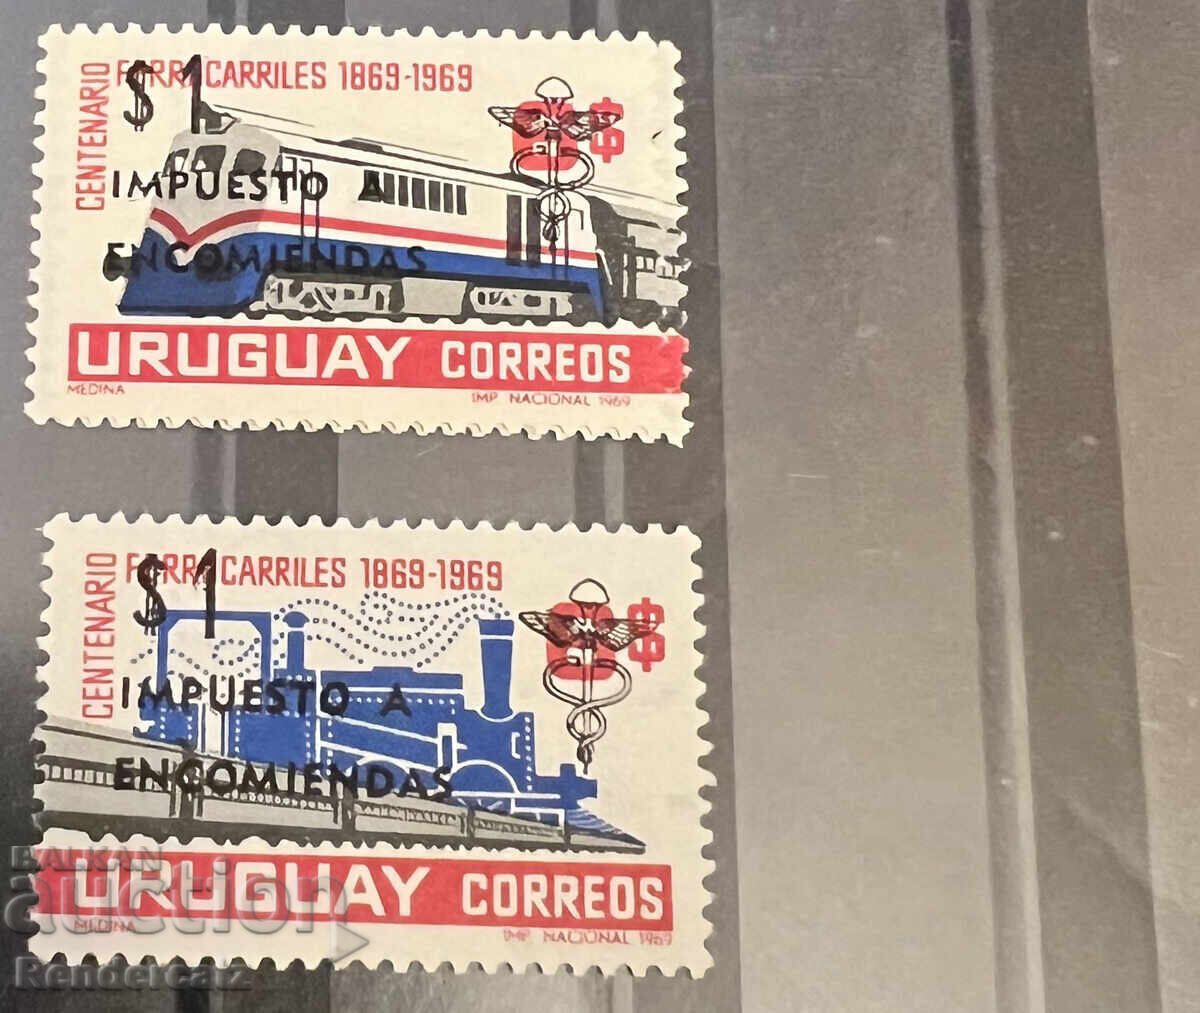 CENTENARIO
FERROCARRILES 1869-1969
$ 1
IMPUESTO A
ENCOMIENDAS
URUGUAY CORREOS
MEDINA
IMP NACIONAL 1969
CENTENARIO
FERROCARRILES 1869-1969
$ 1
IMPUESTO A
ENCOMIENDAS
URUGUAY CORREOS
MEDINA
IMP. NACIONAL 1969
BALKAN
auction
Rendercaiz